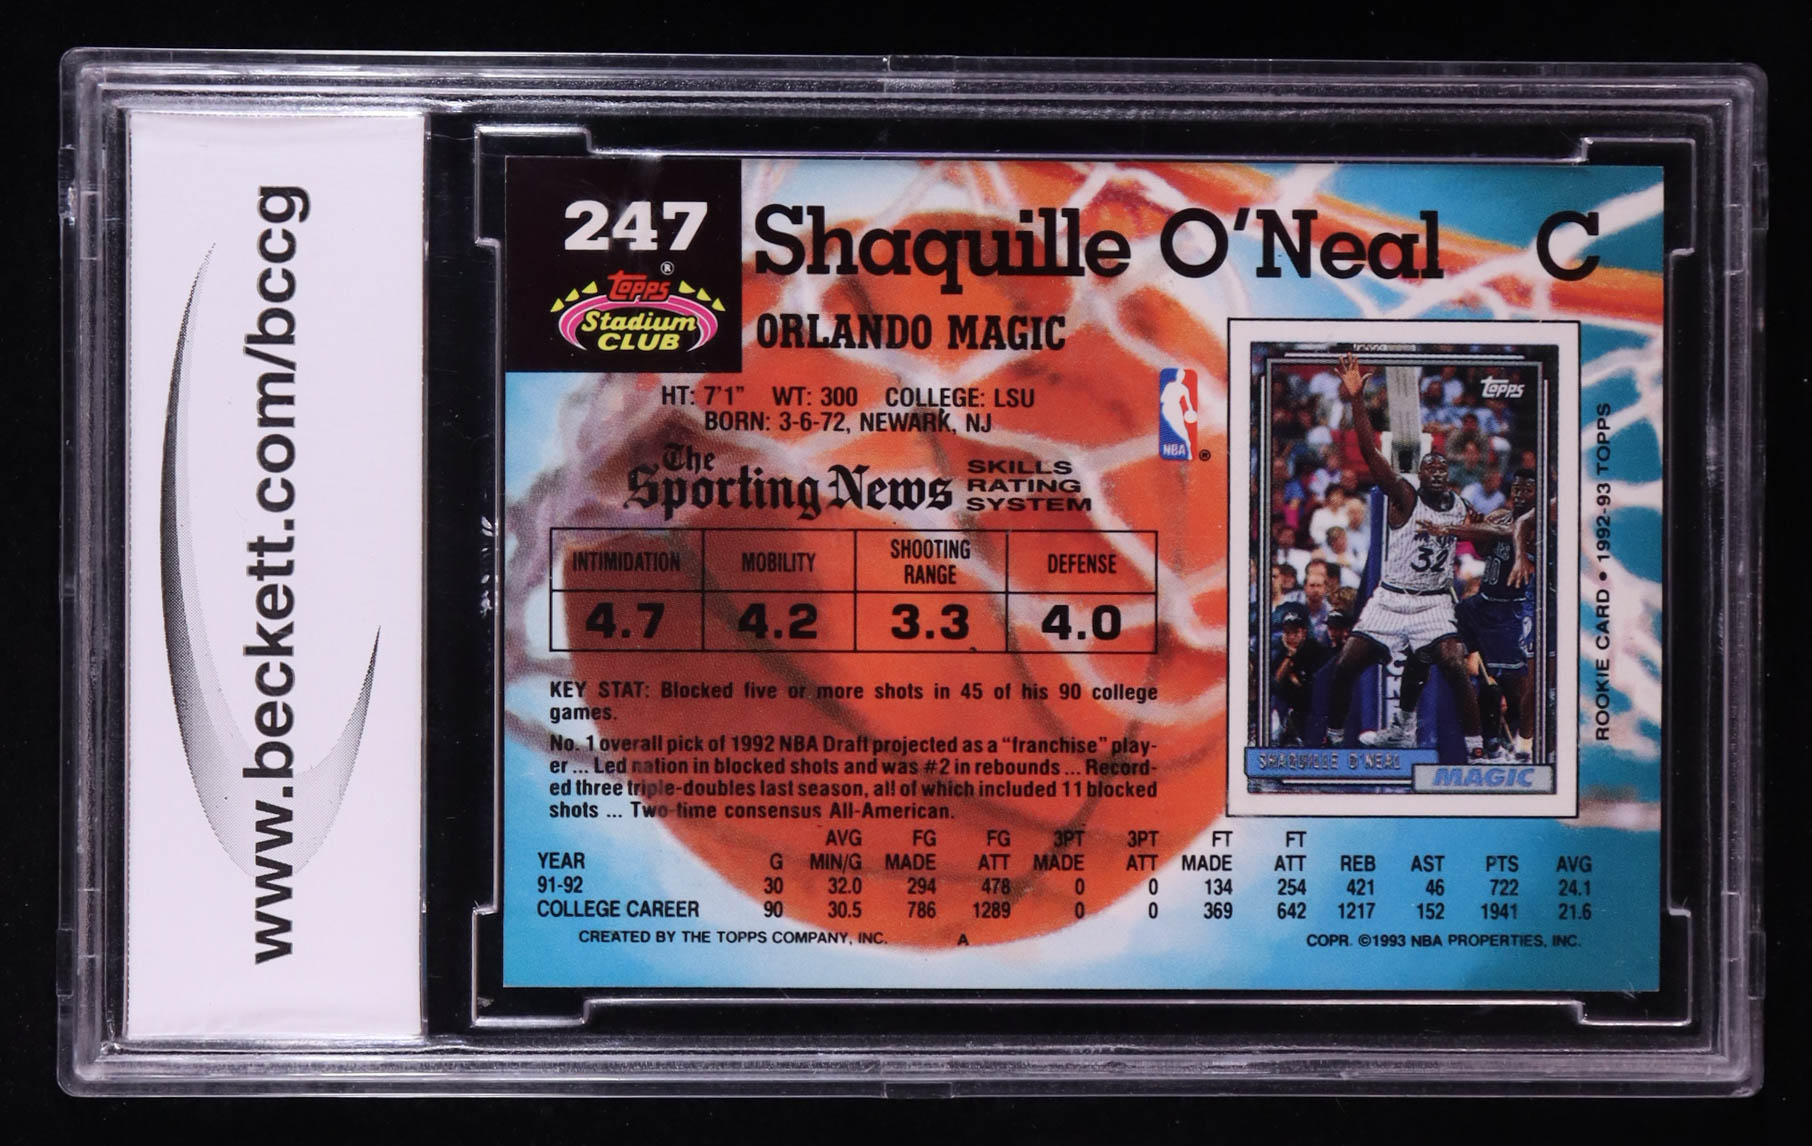 www.beckett.com/bccg
247
Topps ®
Stadium
CLUB
Shaquille O'Neal C
ORLANDO MAGIC
HT: 7'1" WT: 300 COLLEGE: LSU
BORN: 3-6-72, NEWARK, NJ
NBA ®
The
Sporting News
SKILLS
RATING
SYSTEM
INTIMIDATION MOBILITY SHOOTING RANGE DEFENSE
4.7 4.2 3.3 4.0
KEY STAT: Blocked five or more shots in 45 of his 90 college
games.
No. 1 overall pick of 1992 NBA Draft projected as a "franchise" play-
er ... Led nation in blocked shots and was #2 in rebounds ... Record-
ed three triple-doubles last season, all of which included 11 blocked
shots ... Two-time consensus All-American.
Topps
32
SHAQUILLE O'NEAL
MAGIC
ROOKIE CARD • 1992-93 TOPPS
AVG FG FG 3PT 3PT FT FT
YEAR G MIN/G MADE ATT MADE ATT MADE ATT REB AST PTS AVG
91-92 30 32.0 294 478 0 0 134 254 421 46 722 24.1
COLLEGE CAREER 90 30.5 786 1289 0 0 369 642 1217 152 1941 21.6
CREATED BY THE TOPPS COMPANY, INC. A COPR. ©1993 NBA PROPERTIES, INC.